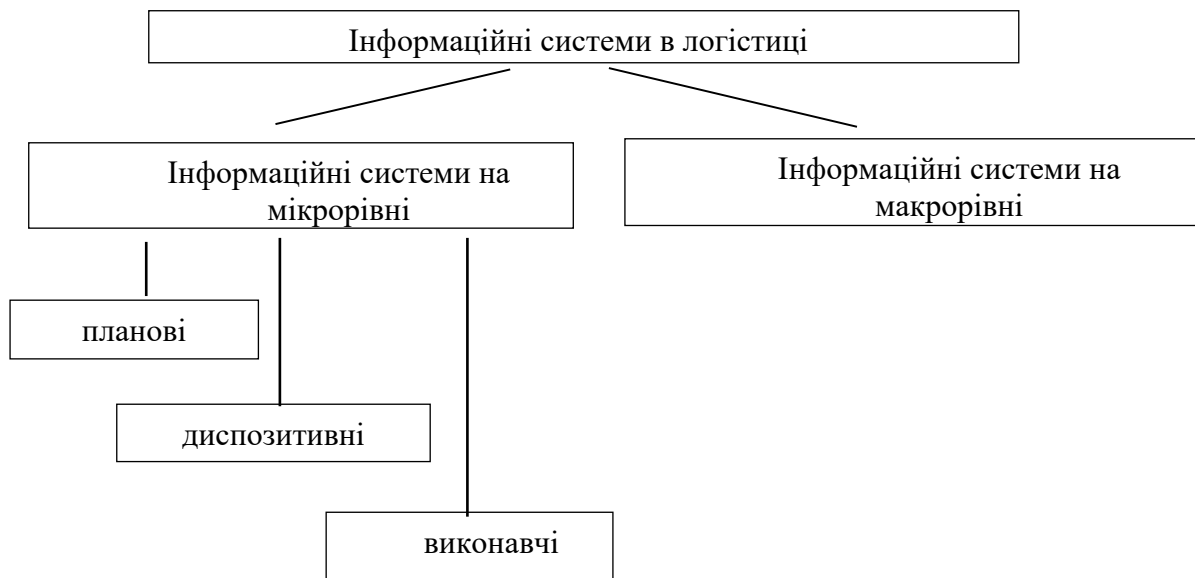 Інформаційні системи в логістиці
Інформаційні системи на
мікрорівні
Інформаційні системи на
макрорівні
планові
диспозитивні
виконавчі